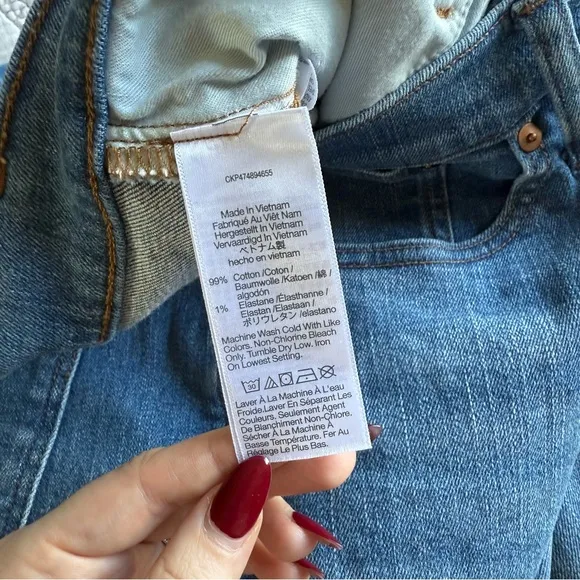 CKP474894655
Made In Vietnam
Fabriqué Au Viêt Nam
Hergestellt In Vietnam
Vervaardigd In Vietnam
ベトナム製
hecho en vietnam
99% Cotton /Coton /
Baumwolle /Katoen /綿 /
algodón
1% Elastane /Élasthanne /
Elastan /Elastaan /
ポリウレタン /elastano
Machine Wash Cold With Like
Colors. Non-Chlorine Bleach
Only. Tumble Dry Low. Iron
On Lowest Setting.
30
Laver À La Machine À L'eau
Froide.Laver En Séparant Les
Couleurs. Seulement Agent
De Blanchiment Non-Chlore.
Sécher À La Machine À
Basse Température. Fer Au
Réglage Le Plus Bas.